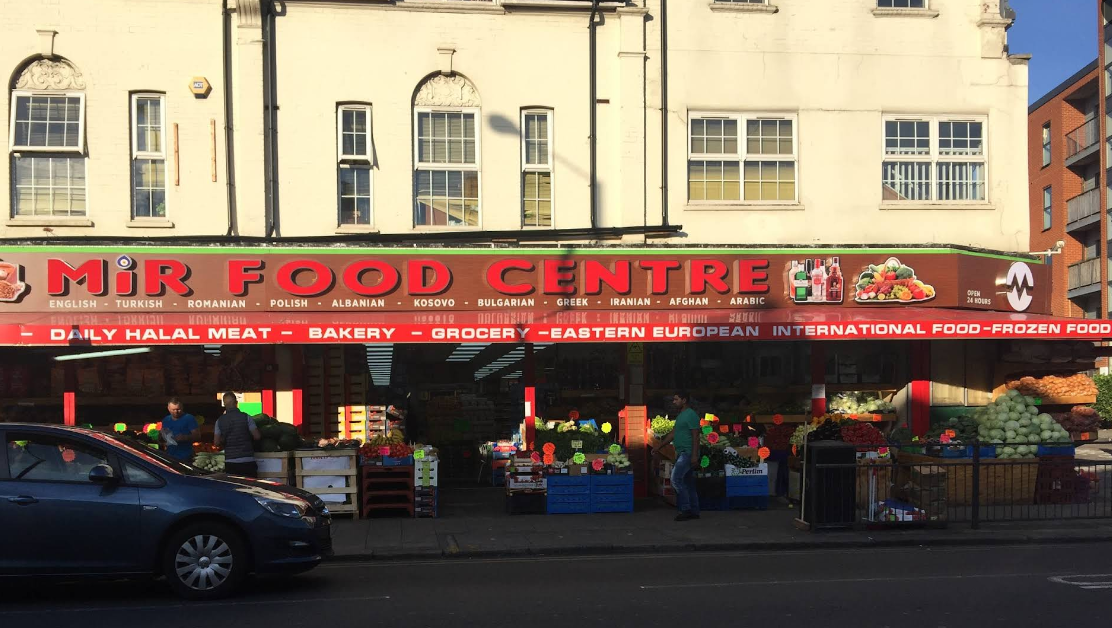 MiR FOOD CENTRE
ENGLISH - TURKISH - ROMANIAN - POLISH - ALBANIAN - KOSOVO - BULGARIAN - GREEK - IRANIAN - AFGHAN - ARABIC
OPEN
24 HOURS
- DAILY HALAL MEAT - BAKERY - GROCERY -EASTERN EUROPEAN INTERNATIONAL FOOD-FROZEN FOOD
Perlim